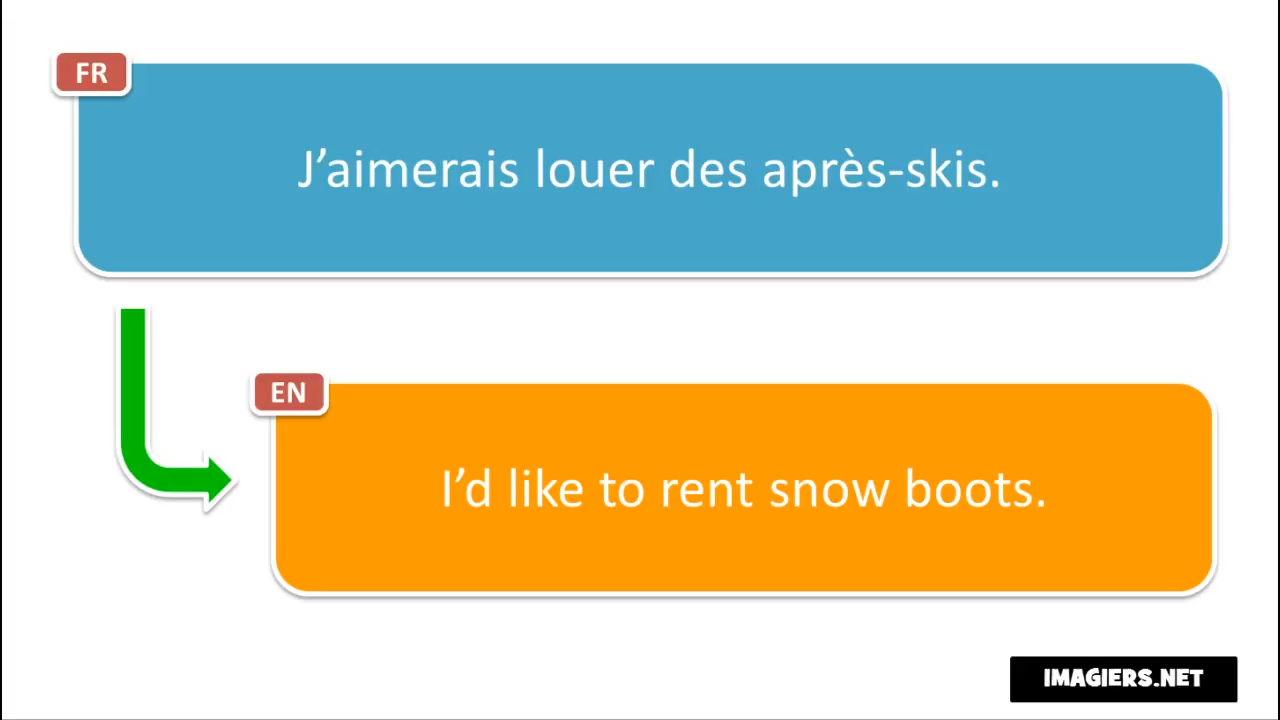 FR
J’aimerais louer des après-skis.
EN
I’d like to rent snow boots.
IMAGIERS.NET